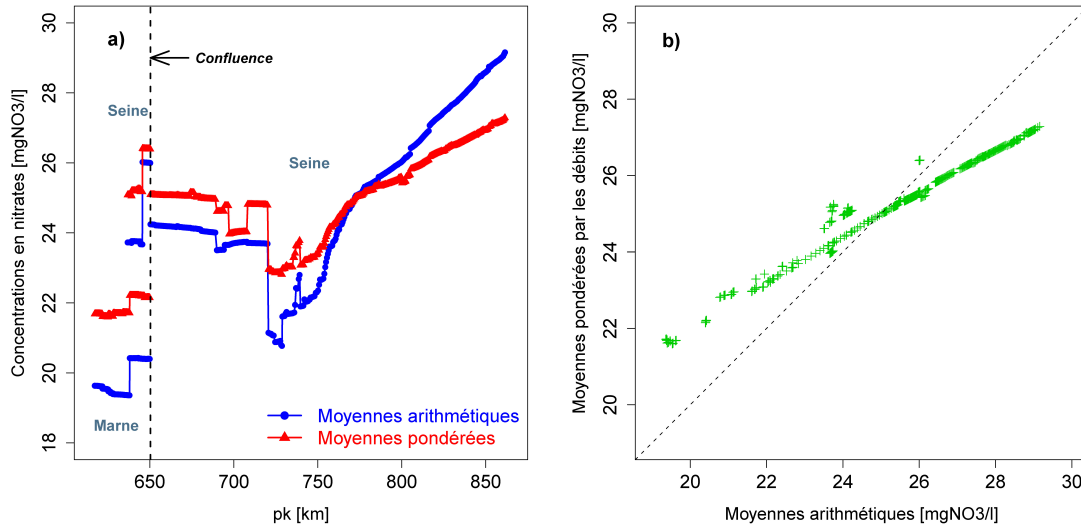 a)
Confluence
Seine
Seine
Marne
Moyennes arithmétiques
Moyennes pondérées
Concentrations en nitrates [mgNO3/l]
18
20
22
24
26
28
30
650
700
750
800
850
pk [km]
b)
Moyennes pondérées par les débits [mgNO3/l]
20
22
24
26
28
30
20
22
24
26
28
30
Moyennes arithmétiques [mgNO3/l]